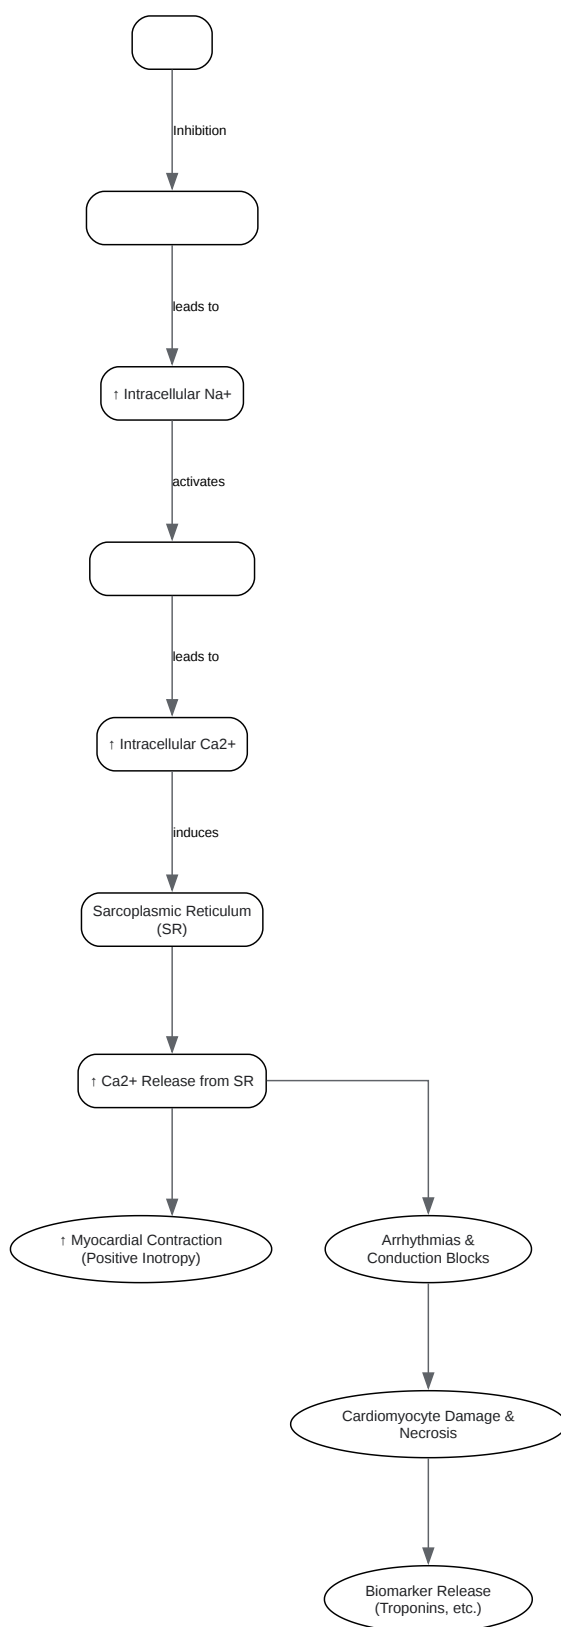 Inhibition
leads to
↑ Intracellular Na+
activates
leads to
↑ Intracellular Ca2+
induces
Sarcoplasmic Reticulum
(SR)
↑ Ca2+ Release from SR
↑ Myocardial Contraction
(Positive Inotropy)
Arrhythmias &
Conduction Blocks
Cardiomyocyte Damage &
Necrosis
Biomarker Release
(Troponins, etc.)